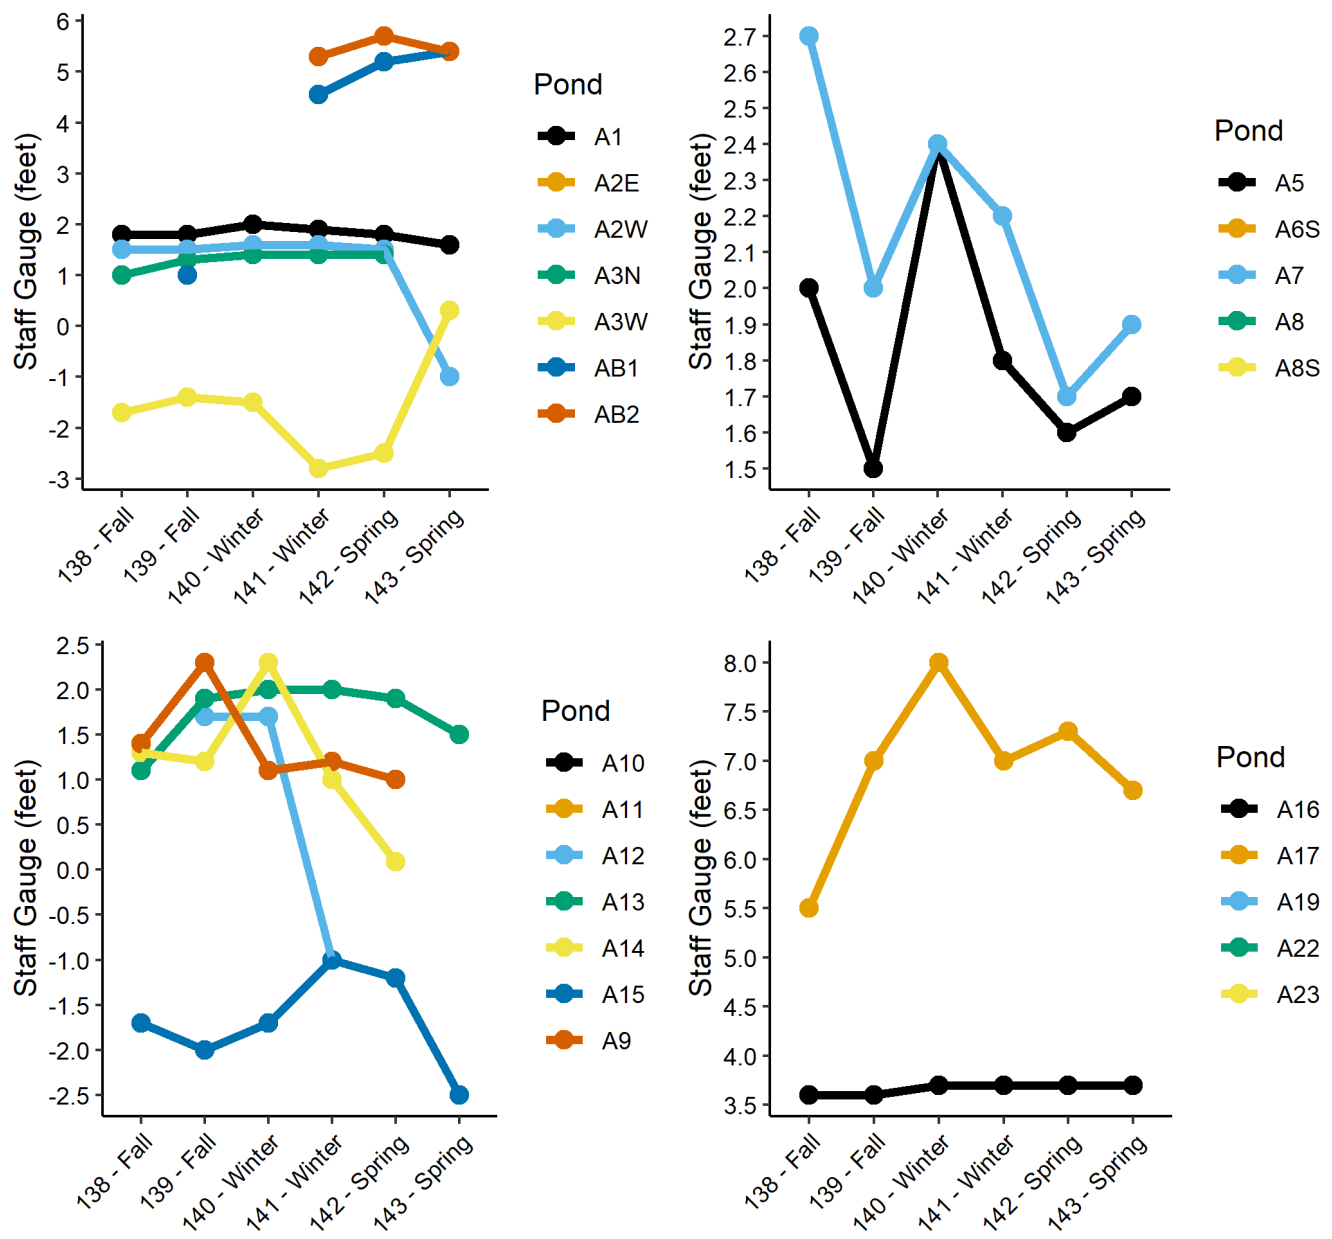 Staff Gauge (feet)
6
5
4
3
2
1
0
-1
-2
-3
138 - Fall
139 - Fall
140 - Winter
141 - Winter
142 - Spring
143 - Spring
Pond
A1
A2E
A2W
A3N
A3W
AB1
AB2
Staff Gauge (feet)
2.7
2.6
2.5
2.4
2.3
2.2
2.0
1.9
1.8
1.7
1.6
1.5
138 - Fall
139 - Fall
140 - Winter
141 - Winter
142 - Spring
143 - Spring
Pond
A5
A6S
A7
A8
A8S
Staff Gauge (feet)
2.5
2.0
1.5
1.0
0.5
0.0
-0.5
-1.0
-1.5
-2.0
-2.5
138 - Fall
139 - Fall
140 - Winter
141 - Winter
142 - Spring
143 - Spring
Pond
A10
A11
A12
A13
A14
A15
A9
Staff Gauge (feet)
8.0
7.5
7.0
6.5
6.0
5.5
5.0
4.5
4.0
3.5
138 - Fall
139 - Fall
140 - Winter
141 - Winter
142 - Spring
143 - Spring
Pond
A16
A17
A19
A22
A23